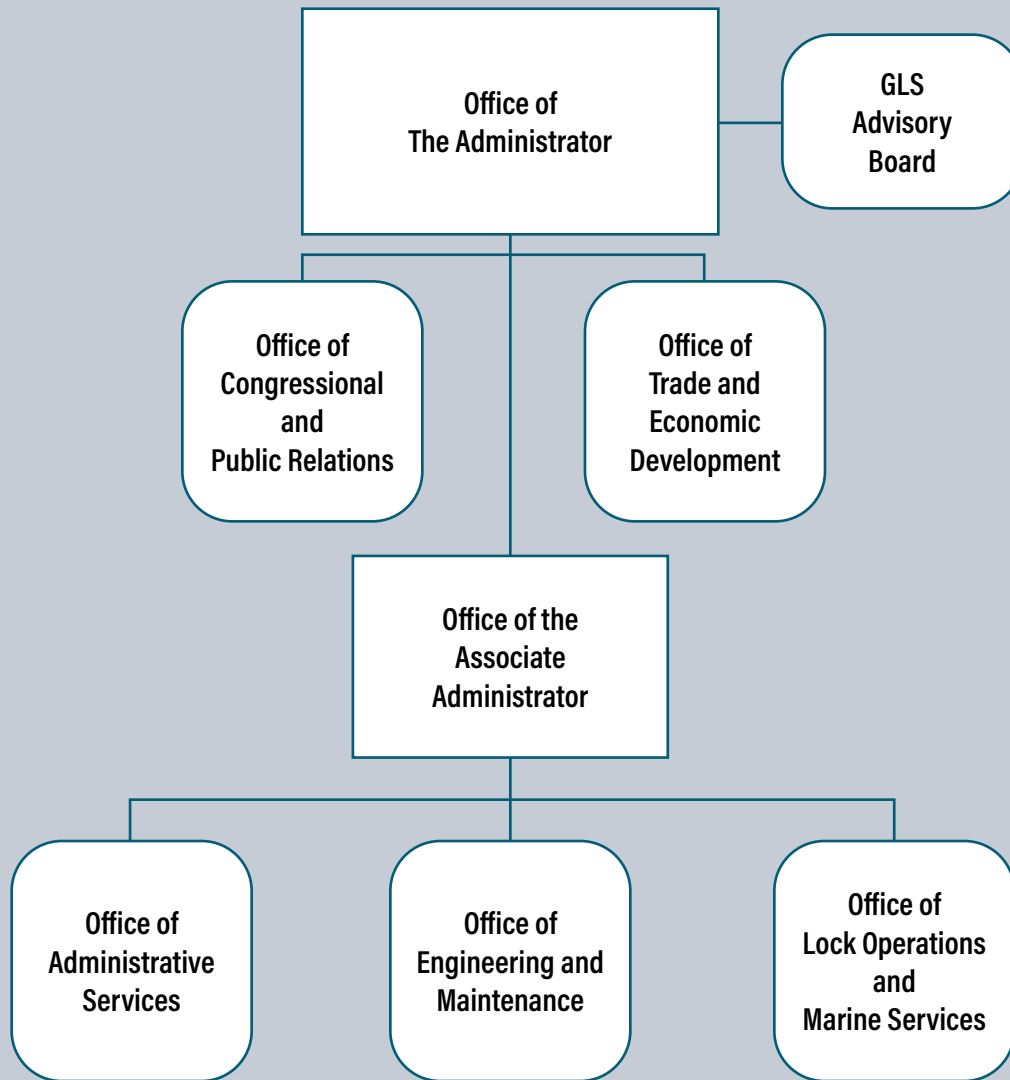 Office of
The Administrator
GLS
Advisory
Board
Office of
Congressional
and
Public Relations
Office of
Trade and
Economic
Development
Office of the
Associate
Administrator
Office of
Administrative
Services
Office of
Engineering and
Maintenance
Office of
Lock Operations
and
Marine Services